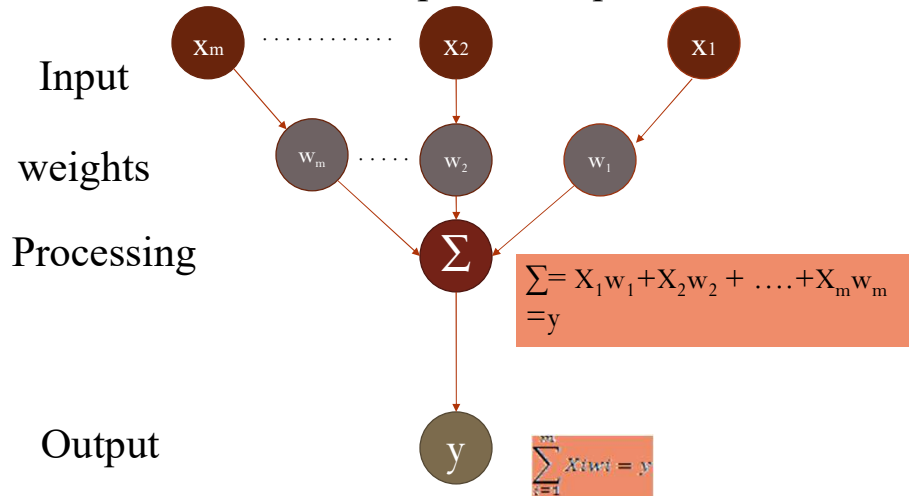 xm ............ x2 x1
Input
wm ..... w2 w1
weights
Processing
Σ
∑= X1w1+X2w2 + ….+Xmwm
=y
Output
y
m
∑ Xiwi = y
i=1